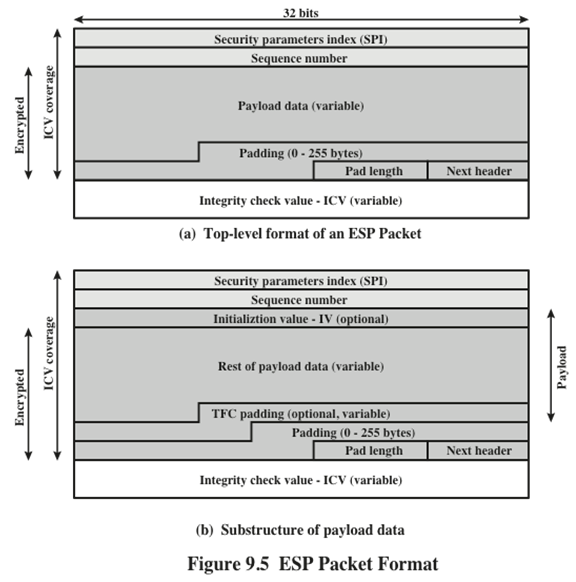 32 bits
Security parameters index (SPI)
Sequence number
Encrypted
ICV coverage
Payload data (variable)
Padding (0 - 255 bytes)
Pad length
Next header
Integrity check value - ICV (variable)
(a) Top-level format of an ESP Packet
Security parameters index (SPI)
Sequence number
Initializtion value - IV (optional)
Encrypted
ICV coverage
Rest of payload data (variable)
Payload
TFC padding (optional, variable)
Padding (0 - 255 bytes)
Pad length
Next header
Integrity check value - ICV (variable)
(b) Substructure of payload data
Figure 9.5 ESP Packet Format